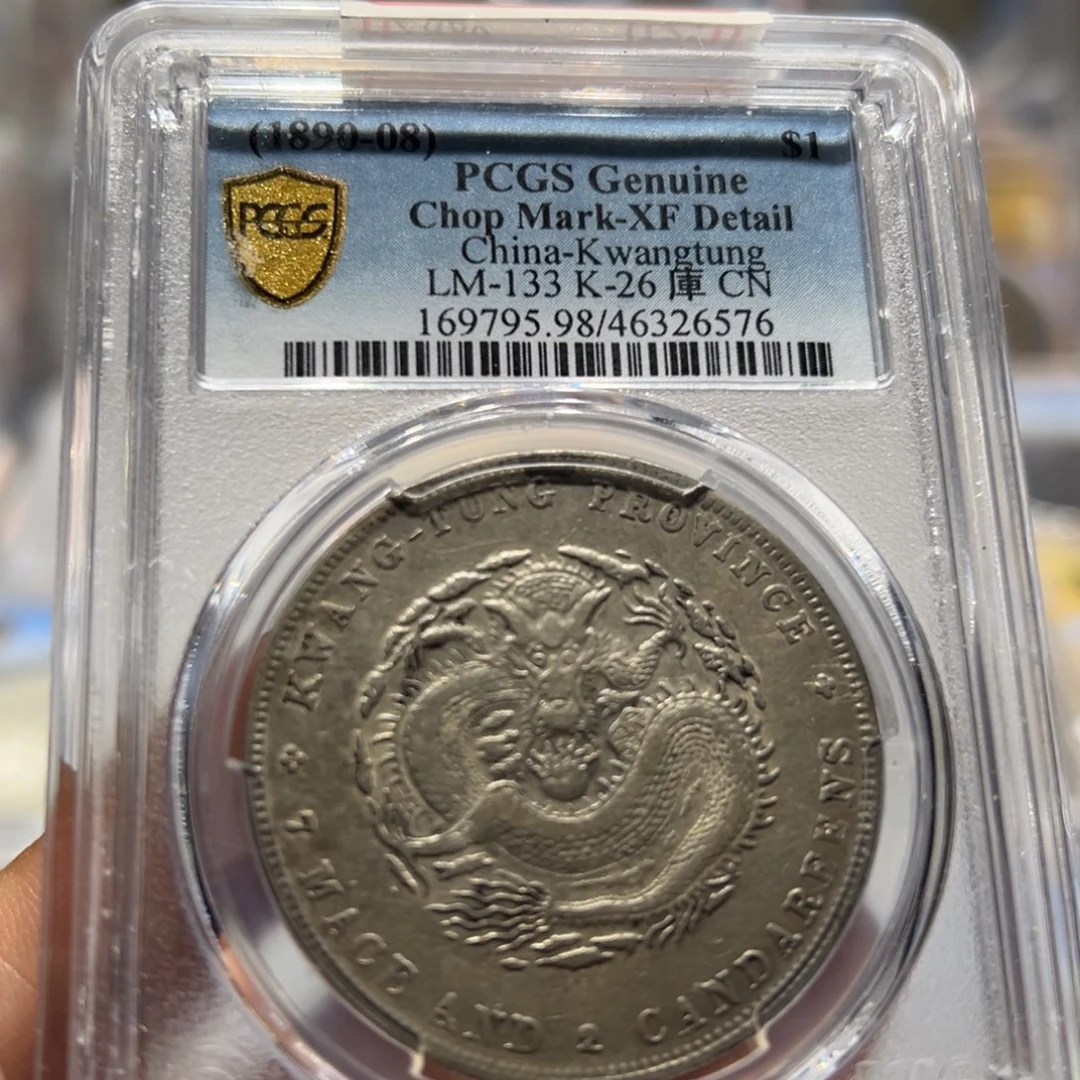 (1890-08) $1
PCGS Genuine
PCGS
Chop Mark-XF Detail
China-Kwangtung
LM-133 K-26 庫 CN
169795.98/46326576
KWANG-TUNG PROVINCE
7 MACE AND 2 CANDAREENS